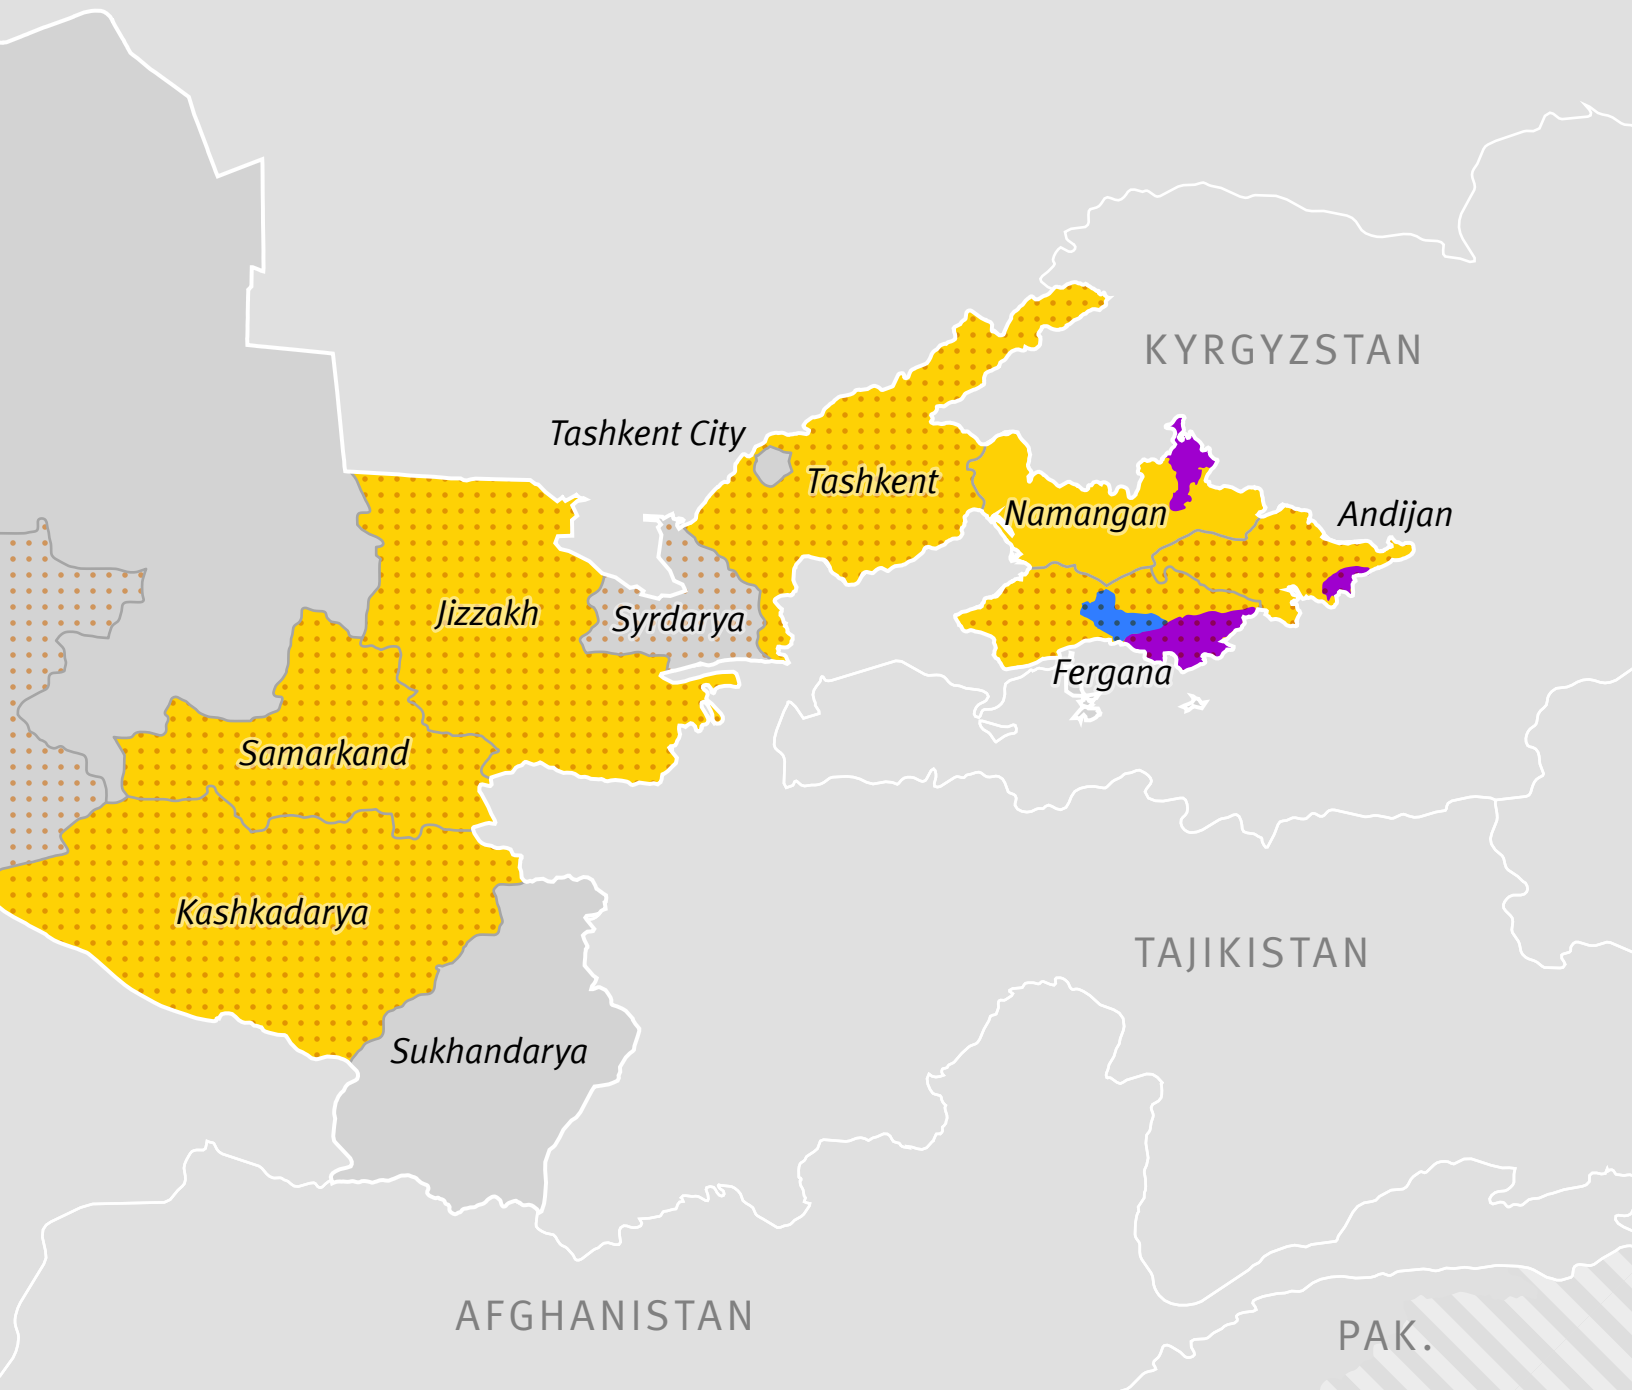 KYRGYZSTAN
Tashkent City
Tashkent
Namangan
Andijan
Jizzakh
Syrdarya
Fergana
Samarkand
Kashkadarya
TAJIKISTAN
Sukhandarya
AFGHANISTAN
PAK.